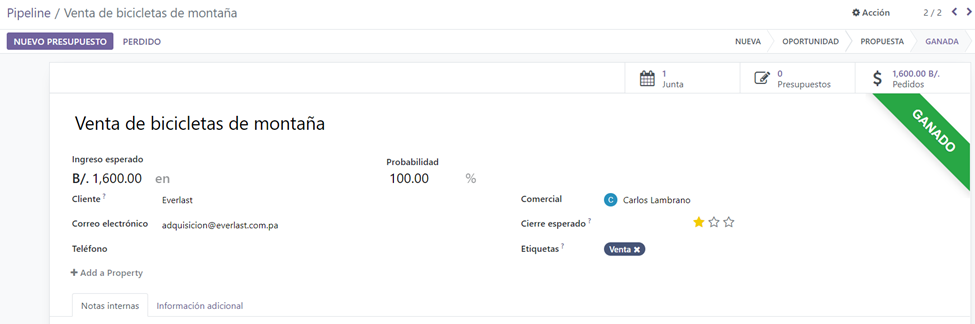 Pipeline / Venta de bicicletas de montaña
Acción
2 / 2
NUEVO PRESUPUESTO
PERDIDO
NUEVA
OPORTUNIDAD
PROPUESTA
GANADA
1
Junta
0
Presupuestos
1,600.00 B/.
Pedidos
GANADO
Venta de bicicletas de montaña
Ingreso esperado
Probabilidad
B/. 1,600.00 en
100.00 %
Cliente ?
Everlast
Comercial
C Carlos Lambrano
Correo electrónico
adquisicion@everlast.com.pa
Cierre esperado ?
Teléfono
Etiquetas ?
Venta ×
+ Add a Property
Notas internas
Información adicional